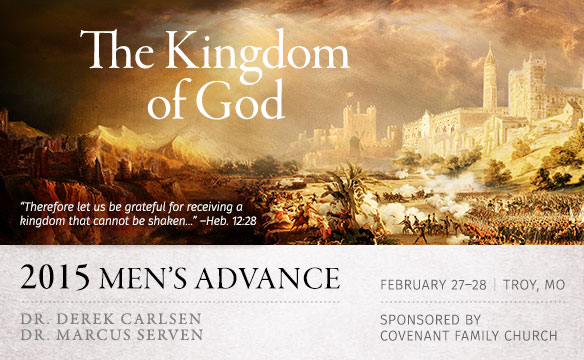 The Kingdom
of God
“Therefore let us be grateful for receiving a
kingdom that cannot be shaken...” –Heb. 12:28
2015 MEN’S ADVANCE
DR. DEREK CARLSEN
DR. MARCUS SERVEN
FEBRUARY 27–28 | TROY, MO
SPONSORED BY
COVENANT FAMILY CHURCH